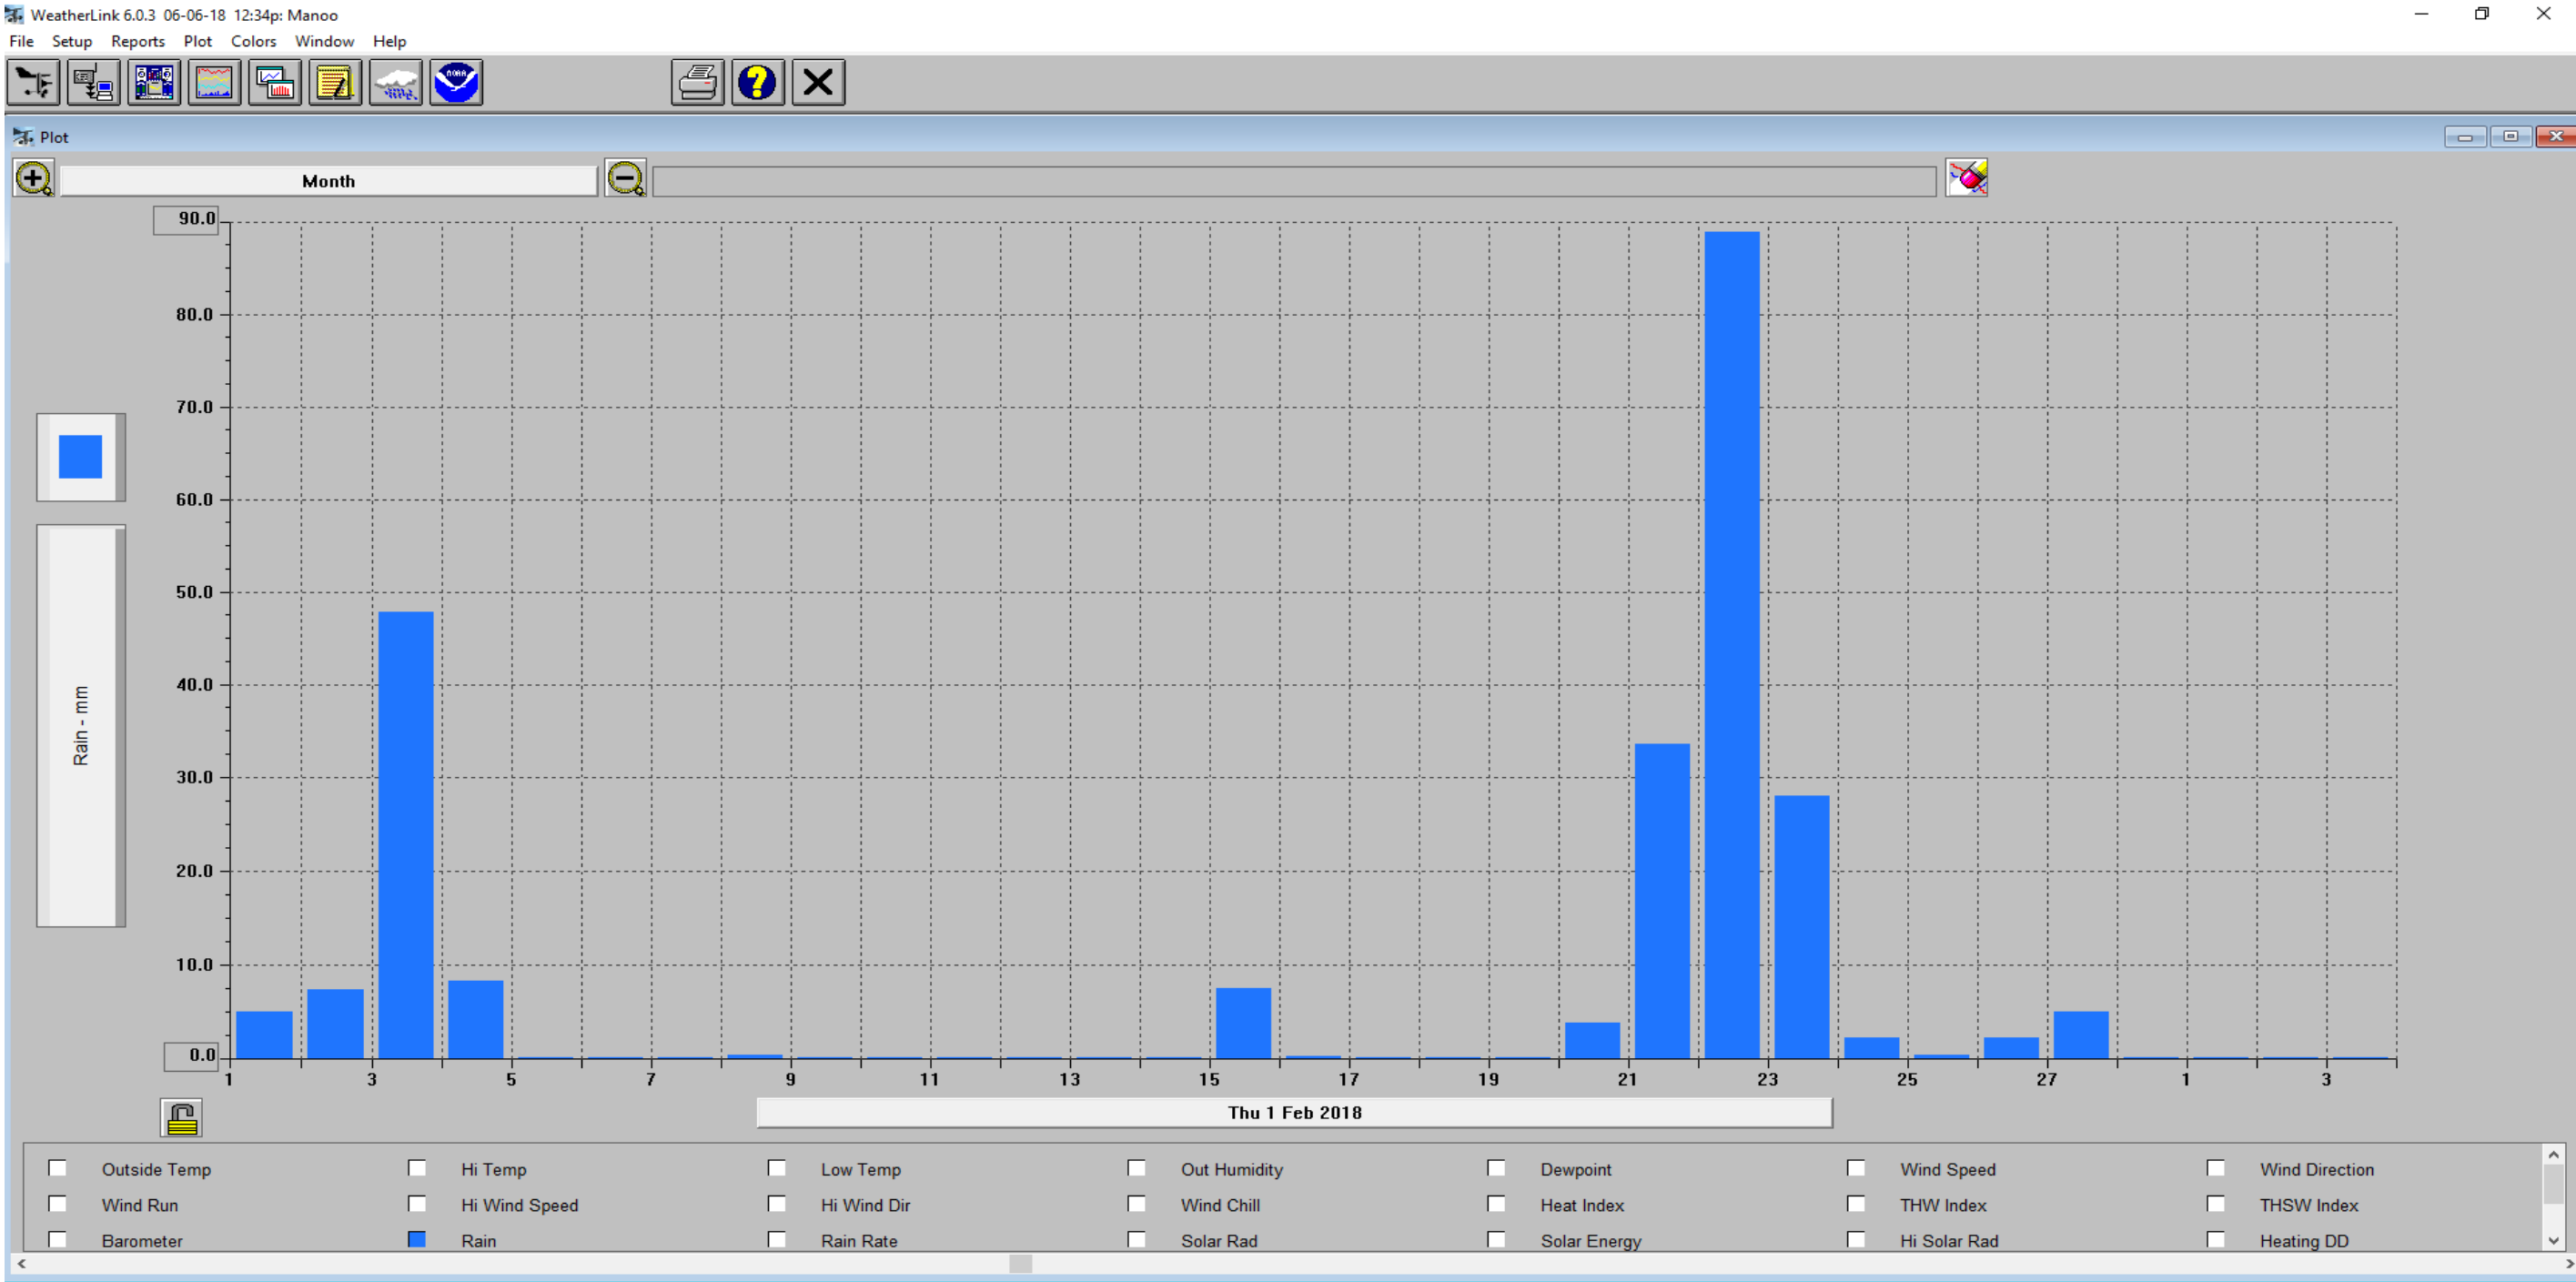 WeatherLink 6.0.3 06-06-18 12:34p: Manoo
File Setup Reports Plot Colors Window Help
NOAA
?
Plot
Month
90.0
80.0
70.0
60.0
50.0
40.0
30.0
20.0
10.0
0.0
Rain - mm
1 3 5 7 9 11 13 15 17 19 21 23 25 27 1 3
Thu 1 Feb 2018
Outside Temp Hi Temp Low Temp Out Humidity Dewpoint Wind Speed Wind Direction
Wind Run Hi Wind Speed Hi Wind Dir Wind Chill Heat Index THW Index THSW Index
Barometer Rain Rain Rate Solar Rad Solar Energy Hi Solar Rad Heating DD